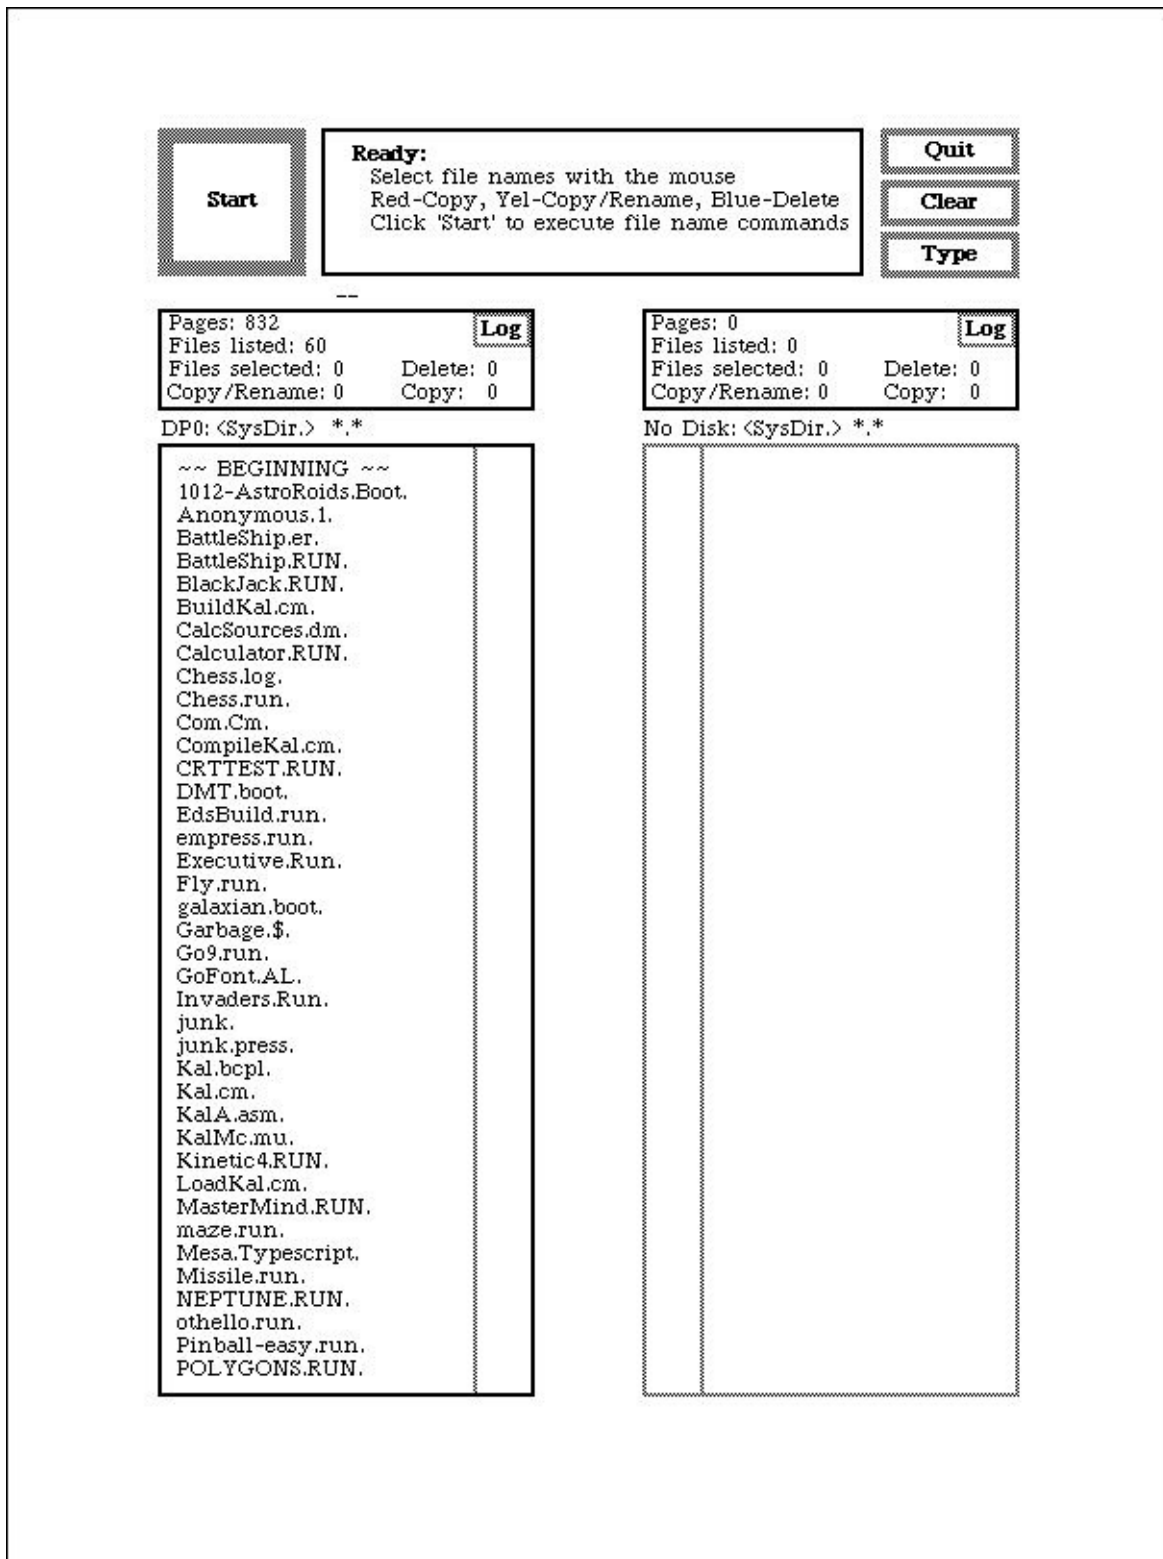 Start
Ready:
Select file names with the mouse
Red-Copy, Yel-Copy/Rename, Blue-Delete
Click 'Start' to execute file name commands
Quit
Clear
Type
--
Pages: 832
Log
Files listed: 60
Files selected: 0 Delete: 0
Copy/Rename: 0 Copy: 0
DP0: <SysDir.> *.*
~~ BEGINNING ~~
1012-AstroRoids.Boot.
Anonymous.1.
BattleShip.er.
BattleShip.RUN.
BlackJack.RUN.
BuildKal.cm.
CalcSources.dm.
Calculator.RUN.
Chess.log.
Chess.run.
Com.Cm.
CompileKal.cm.
CRTTEST.RUN.
DMT.boot.
EdsBuild.run.
empress.run.
Executive.Run.
Fly.run.
galaxian.boot.
Garbage.$.
Go9.run.
GoFont.AL.
Invaders.Run.
junk.
junk.press.
Kal.bcpl.
Kal.cm.
KalA.asm.
KalMc.mu.
Kinetic4.RUN.
LoadKal.cm.
MasterMind.RUN.
maze.run.
Mesa.Typescript.
Missile.run.
NEPTUNE.RUN.
othello.run.
Pinball-easy.run.
POLYGONS.RUN.
Pages: 0
Log
Files listed: 0
Files selected: 0 Delete: 0
Copy/Rename: 0 Copy: 0
No Disk: <SysDir.> *.*